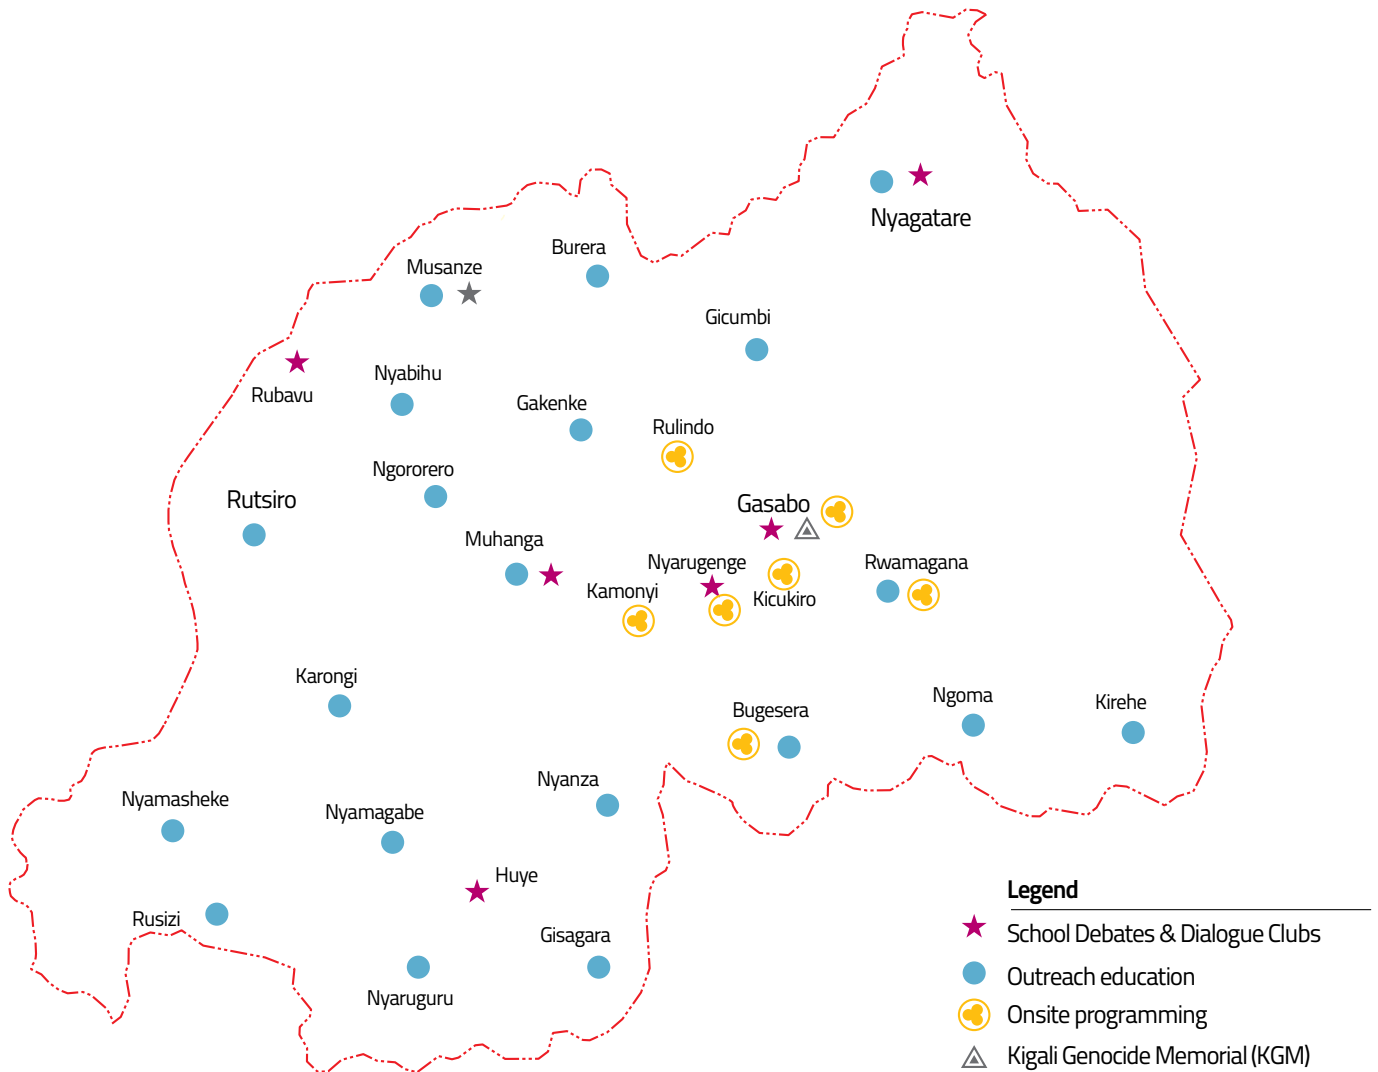 Nyagatare
Burera
Musanze
Gicumbi
Nyabihu
Rubavu
Gakenke
Rulindo
Ngororero
Rutsiro
Gasabo
Muhanga
Nyarugenge
Rwamagana
Kamonyi
Kicukiro
Karongi
Ngoma
Kirehe
Bugesera
Nyanza
Nyamasheke
Nyamagabe
Huye
Rusizi
Gisagara
Nyaruguru
Legend
School Debates & Dialogue Clubs
Outreach education
Onsite programming
Kigali Genocide Memorial (KGM)